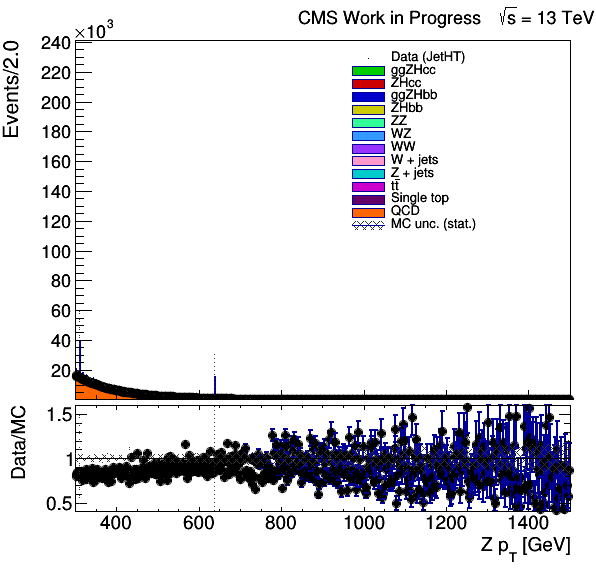 CMS Work in Progress √s = 13 TeV
×10³
Events/2.0
240
220
200
180
160
140
120
100
80
60
40
20
Data (JetHT)
ggZHcc
ZHcc
ggZHbb
ZHbb
ZZ
WZ
WW
W + jets
Z + jets
tt̄
Single top
QCD
MC unc. (stat.)
Data/MC
1.5
1
0.5
400 600 800 1000 1200 1400
Z p_T [GeV]